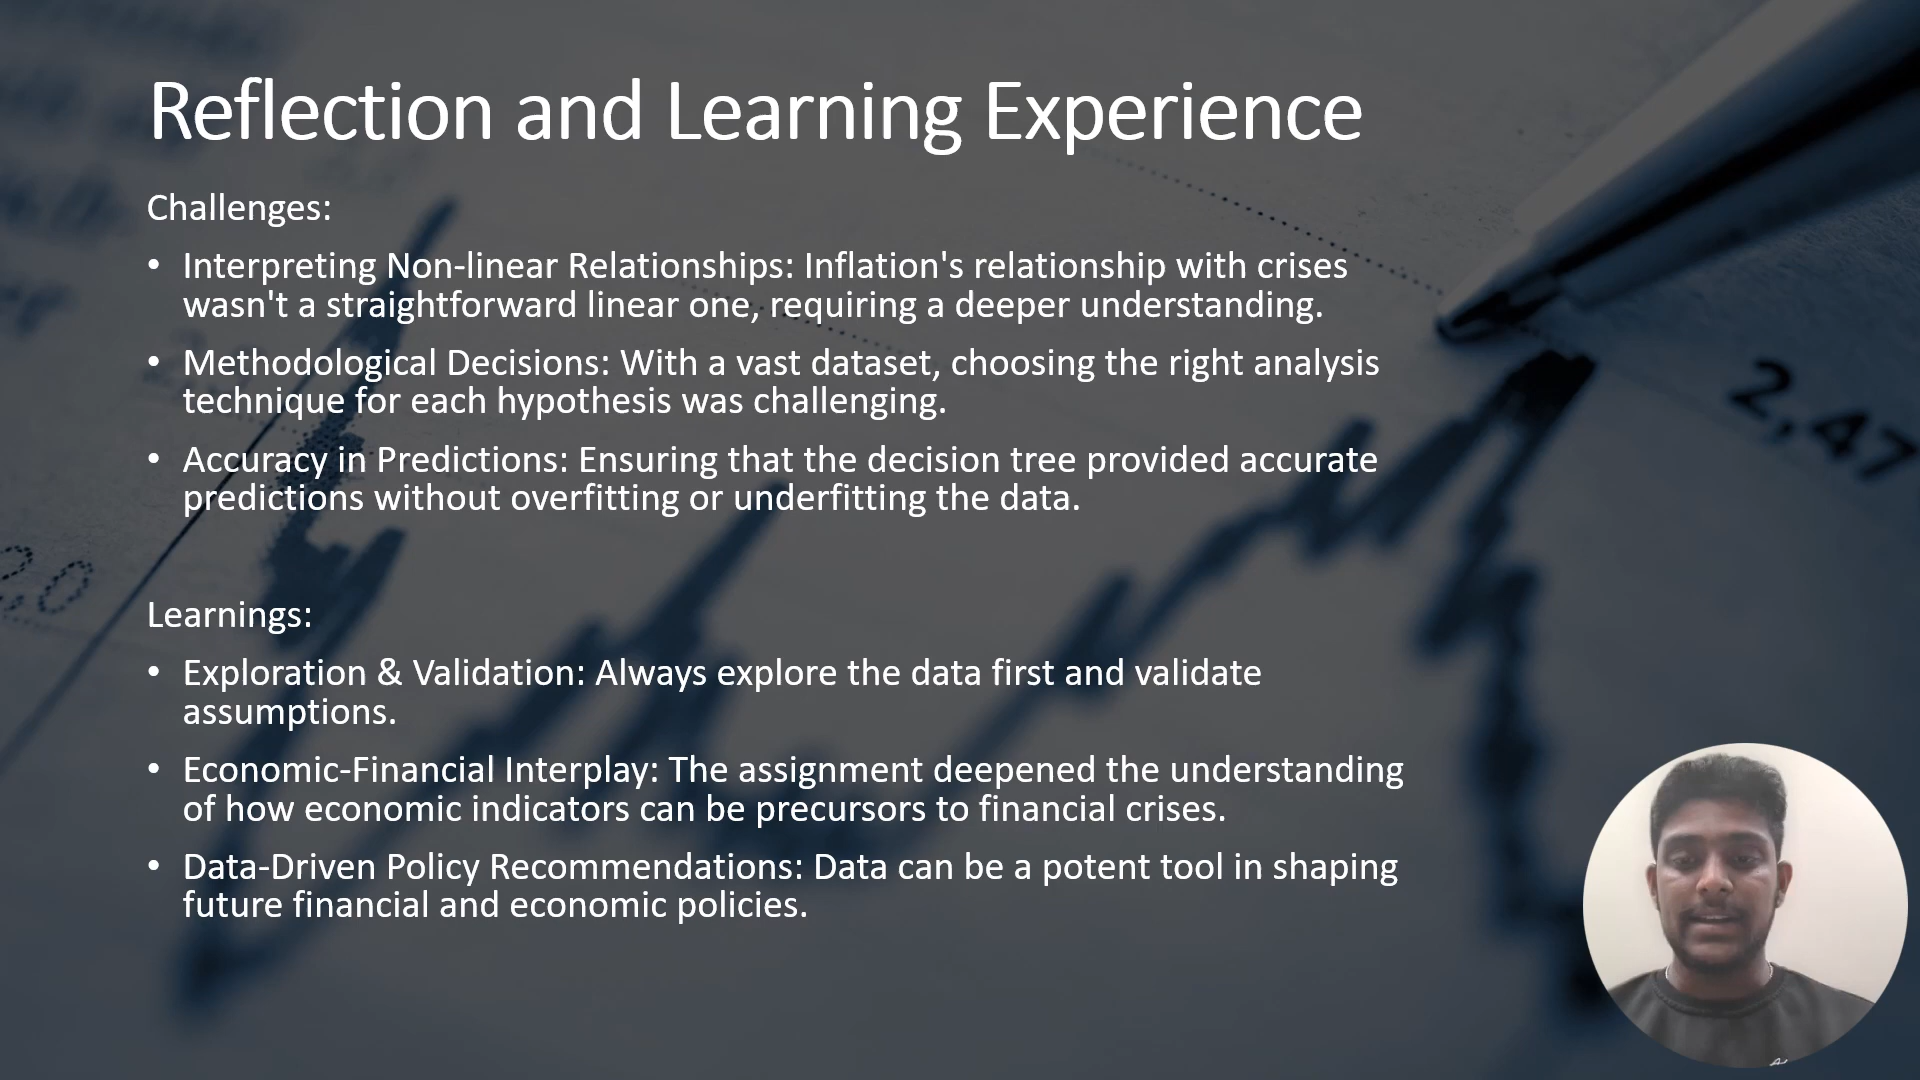 Reflection and Learning Experience
Challenges:
• Interpreting Non-linear Relationships: Inflation's relationship with crises
wasn't a straightforward linear one, requiring a deeper understanding.
• Methodological Decisions: With a vast dataset, choosing the right analysis
technique for each hypothesis was challenging.
• Accuracy in Predictions: Ensuring that the decision tree provided accurate
predictions without overfitting or underfitting the data.
Learnings:
• Exploration & Validation: Always explore the data first and validate
assumptions.
• Economic-Financial Interplay: The assignment deepened the understanding
of how economic indicators can be precursors to financial crises.
• Data-Driven Policy Recommendations: Data can be a potent tool in shaping
future financial and economic policies.
2,47